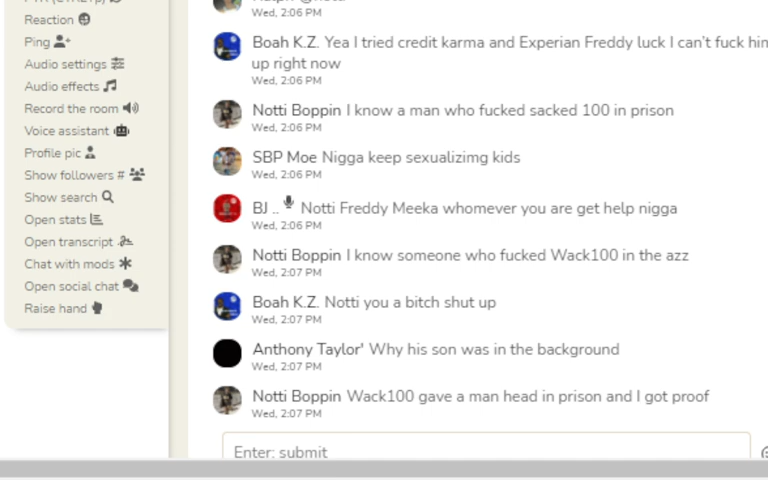 Reaction
Ping
Audio settings
Audio effects
Record the room
Voice assistant
Profile pic
Show followers #
Show search
Open stats
Open transcript
Chat with mods
Open social chat
Raise hand
Wed, 2:06 PM
Boah K.Z. Yea I tried credit karma and Experian Freddy luck I can't fuck
up right now
Wed, 2:06 PM
Notti Boppin I know a man who fucked sacked 100 in prison
Wed, 2:06 PM
SBP Moe Nigga keep sexualizimg kids
Wed, 2:06 PM
BJ .. Notti Freddy Meeka whomever you are get help nigga
Wed, 2:06 PM
Notti Boppin I know someone who fucked Wack100 in the azz
Wed, 2:07 PM
Boah K.Z. Notti you a bitch shut up
Wed, 2:07 PM
Anthony Taylor' Why his son was in the background
Wed, 2:07 PM
Notti Boppin Wack100 gave a man head in prison and I got proof
Wed, 2:07 PM
Enter: submit